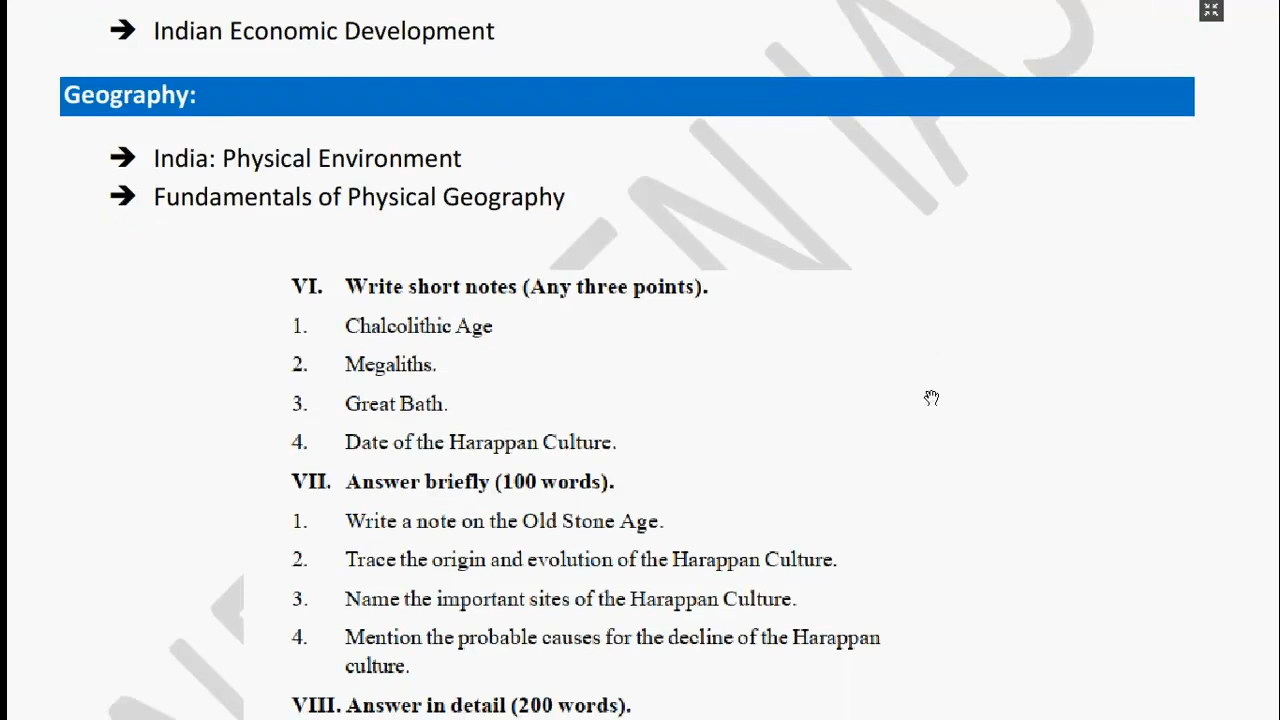 ➔ Indian Economic Development
Geography:
➔ India: Physical Environment
➔ Fundamentals of Physical Geography
VI. Write short notes (Any three points).
1. Chalcolithic Age
2. Megaliths.
3. Great Bath.
4. Date of the Harappan Culture.
VII. Answer briefly (100 words).
1. Write a note on the Old Stone Age.
2. Trace the origin and evolution of the Harappan Culture.
3. Name the important sites of the Harappan Culture.
4. Mention the probable causes for the decline of the Harappan
culture.
VIII. Answer in detail (200 words).